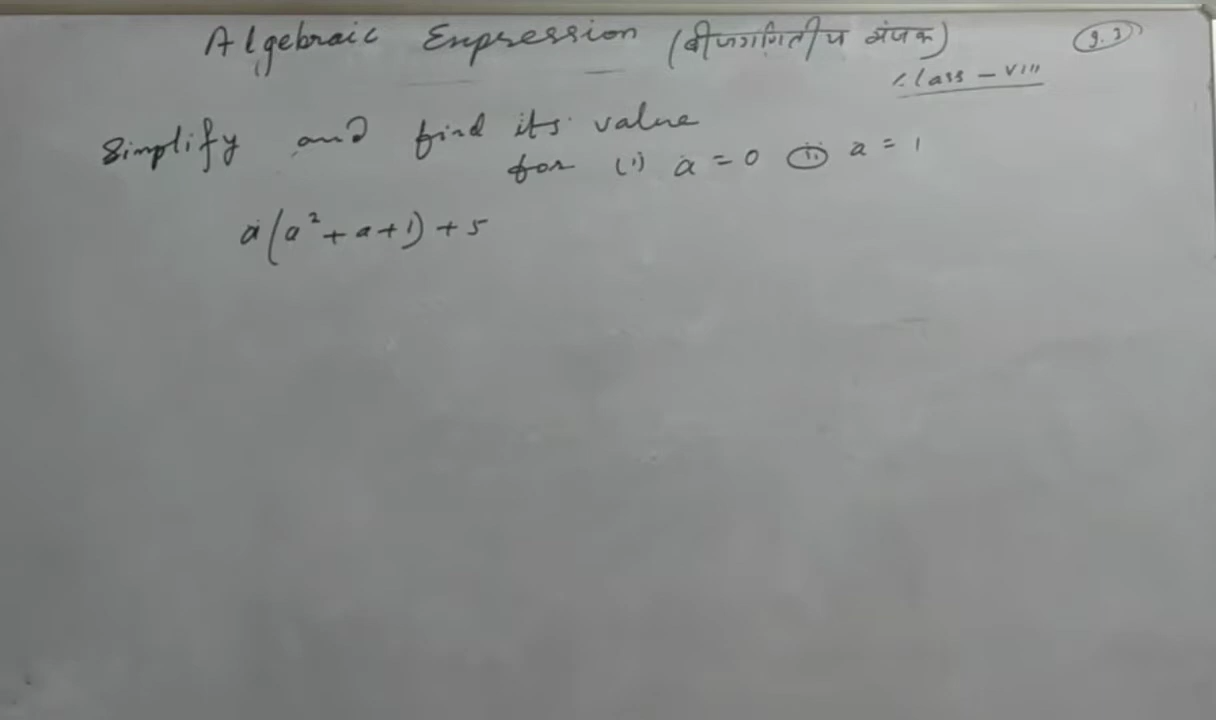 Algebraic Expression (बीजगणितीय व्यंजक) 9.3
Class - VIII
Simplify and find its value
for (i) a = 0 (ii) a = 1
a(a² + a + 1) + 5